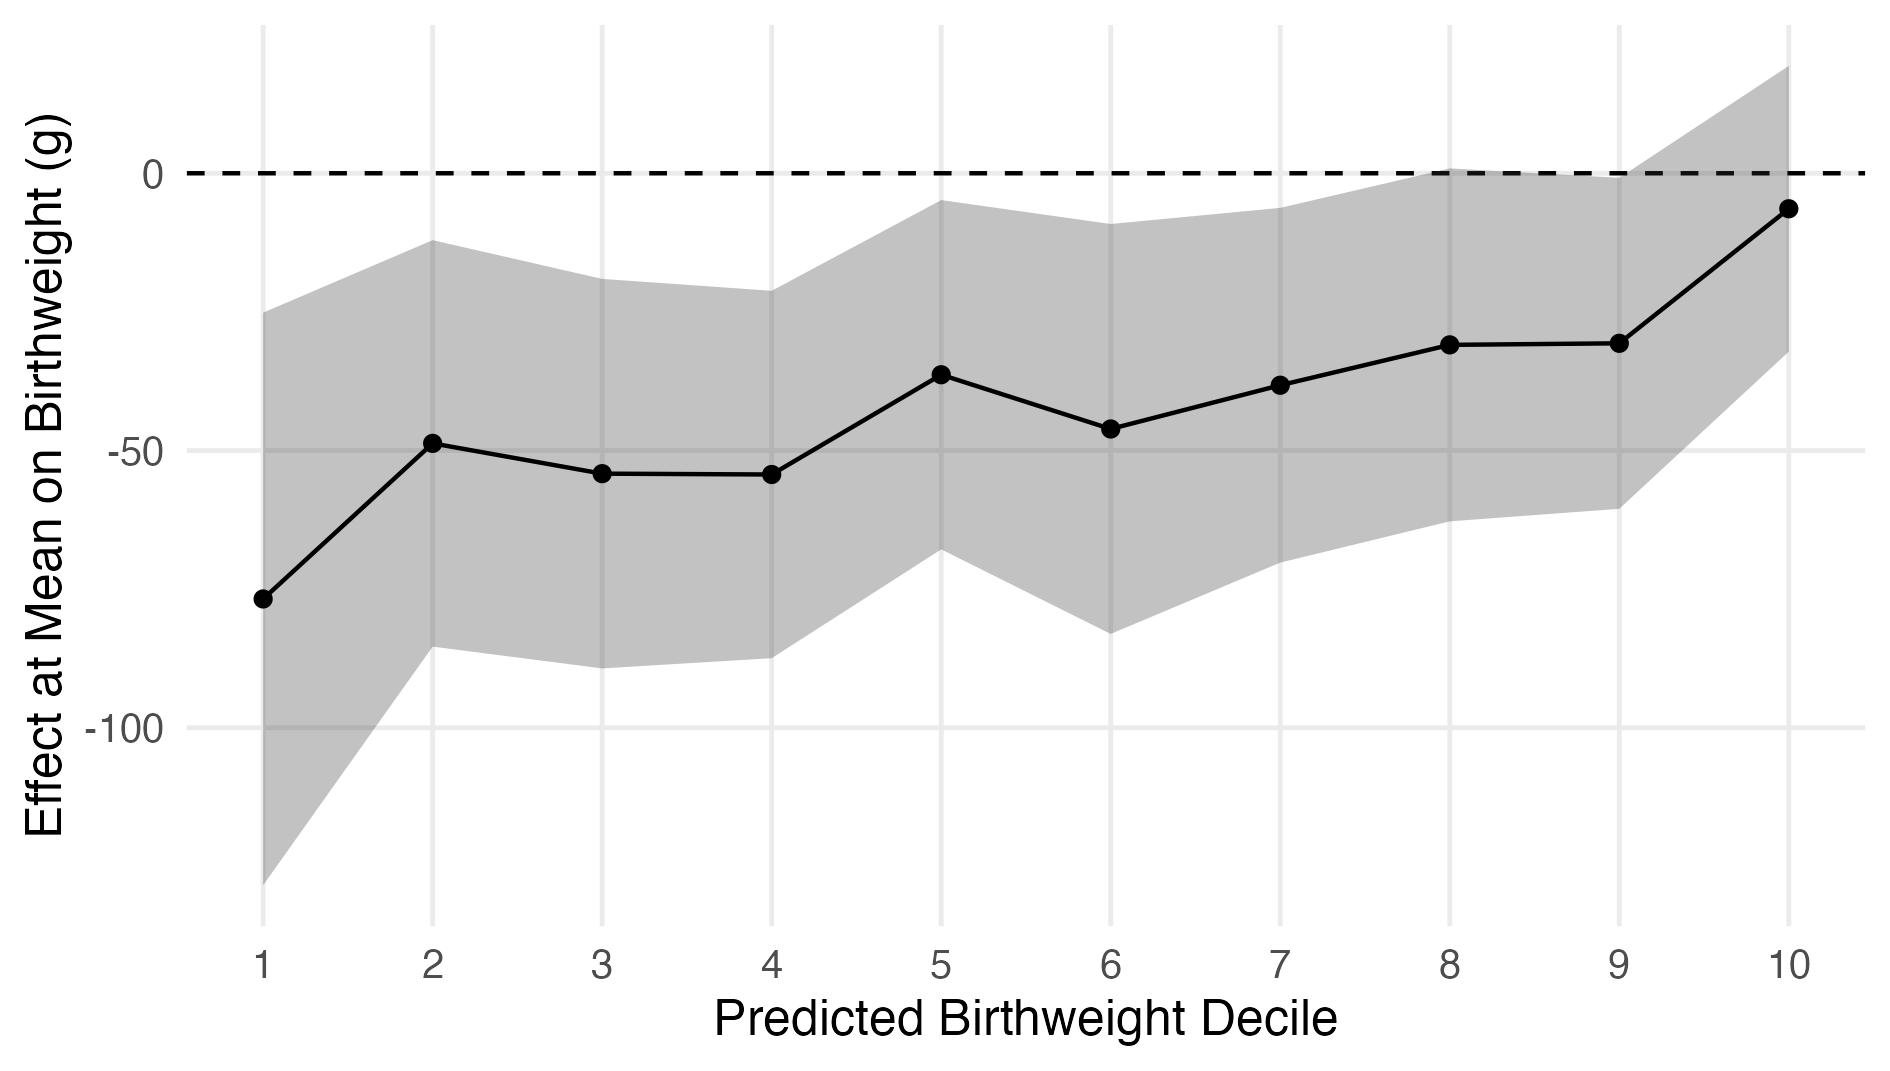 Effect at Mean on Birthweight (g)
0
-50
-100
1 2 3 4 5 6 7 8 9 10
Predicted Birthweight Decile